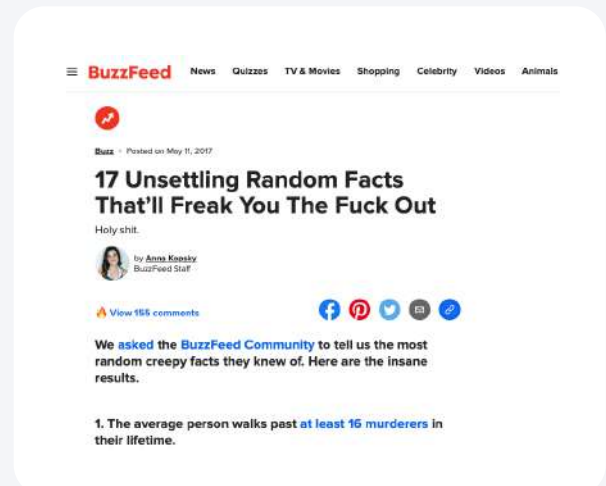 BuzzFeed News Quizzes TV & Movies Shopping Celebrity Videos Animals
Buzz · Posted on May 11, 2017
17 Unsettling Random Facts
That'll Freak You The Fuck Out
Holy shit.
by Anna Kopsky
BuzzFeed Staff
View 155 comments
We asked the BuzzFeed Community to tell us the most
random creepy facts they knew of. Here are the insane
results.
1. The average person walks past at least 16 murderers in
their lifetime.